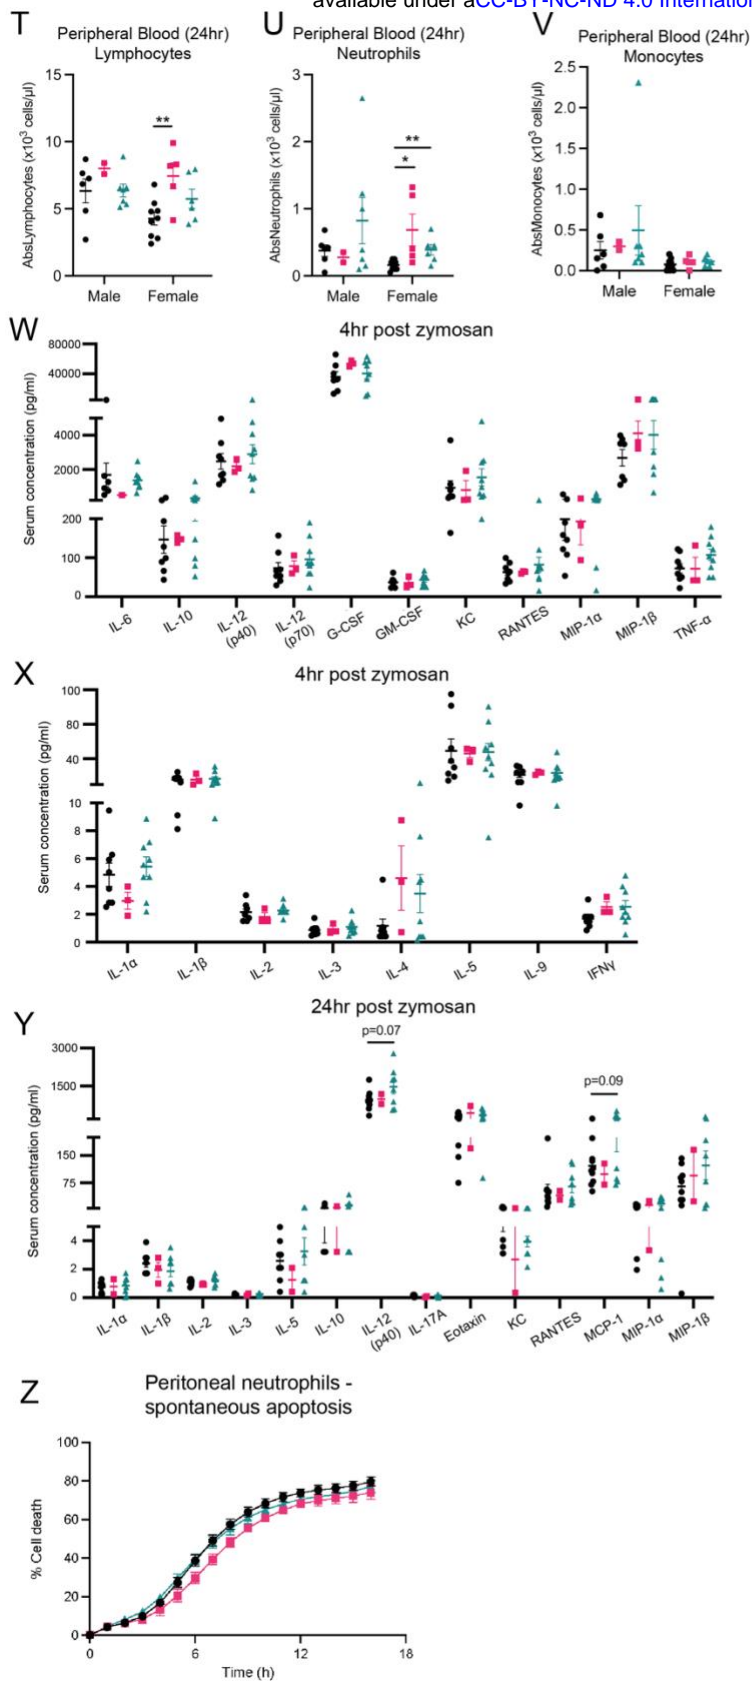 available under aCC-BY-NC-ND 4.0 Internation
T
Peripheral Blood (24hr)
Lymphocytes
AbsLymphocytes (x10³ cells/µl)
15
10
5
0
**
Male
Female
U
Peripheral Blood (24hr)
Neutrophils
AbsNeutrophils (x10³ cells/µl)
3
2
1
0
**
*
Male
Female
V
Peripheral Blood (24hr)
Monocytes
AbsMonocytes (x10³ cells/µl)
2.5
2.0
1.5
1.0
0.5
0.0
Male
Female
W
4hr post zymosan
Serum concentration (pg/ml)
80000
40000
4000
2000
200
100
0
IL-6
IL-10
IL-12
(p40)
IL-12
(p70)
G-CSF
GM-CSF
KC
RANTES
MIP-1α
MIP-1β
TNF-α
X
4hr post zymosan
Serum concentration (pg/ml)
100
80
40
10
8
6
4
2
0
IL-1α
IL-1β
IL-2
IL-3
IL-4
IL-5
IL-9
IFNγ
Y
24hr post zymosan
Serum concentration (pg/ml)
3000
1500
150
75
4
2
0
p=0.07
p=0.09
IL-1α
IL-1β
IL-2
IL-3
IL-5
IL-10
IL-12
(p40)
IL-17A
Eotaxin
KC
RANTES
MCP-1
MIP-1α
MIP-1β
Z
Peritoneal neutrophils -
spontaneous apoptosis
% Cell death
100
80
60
40
20
0
0
6
12
18
Time (h)